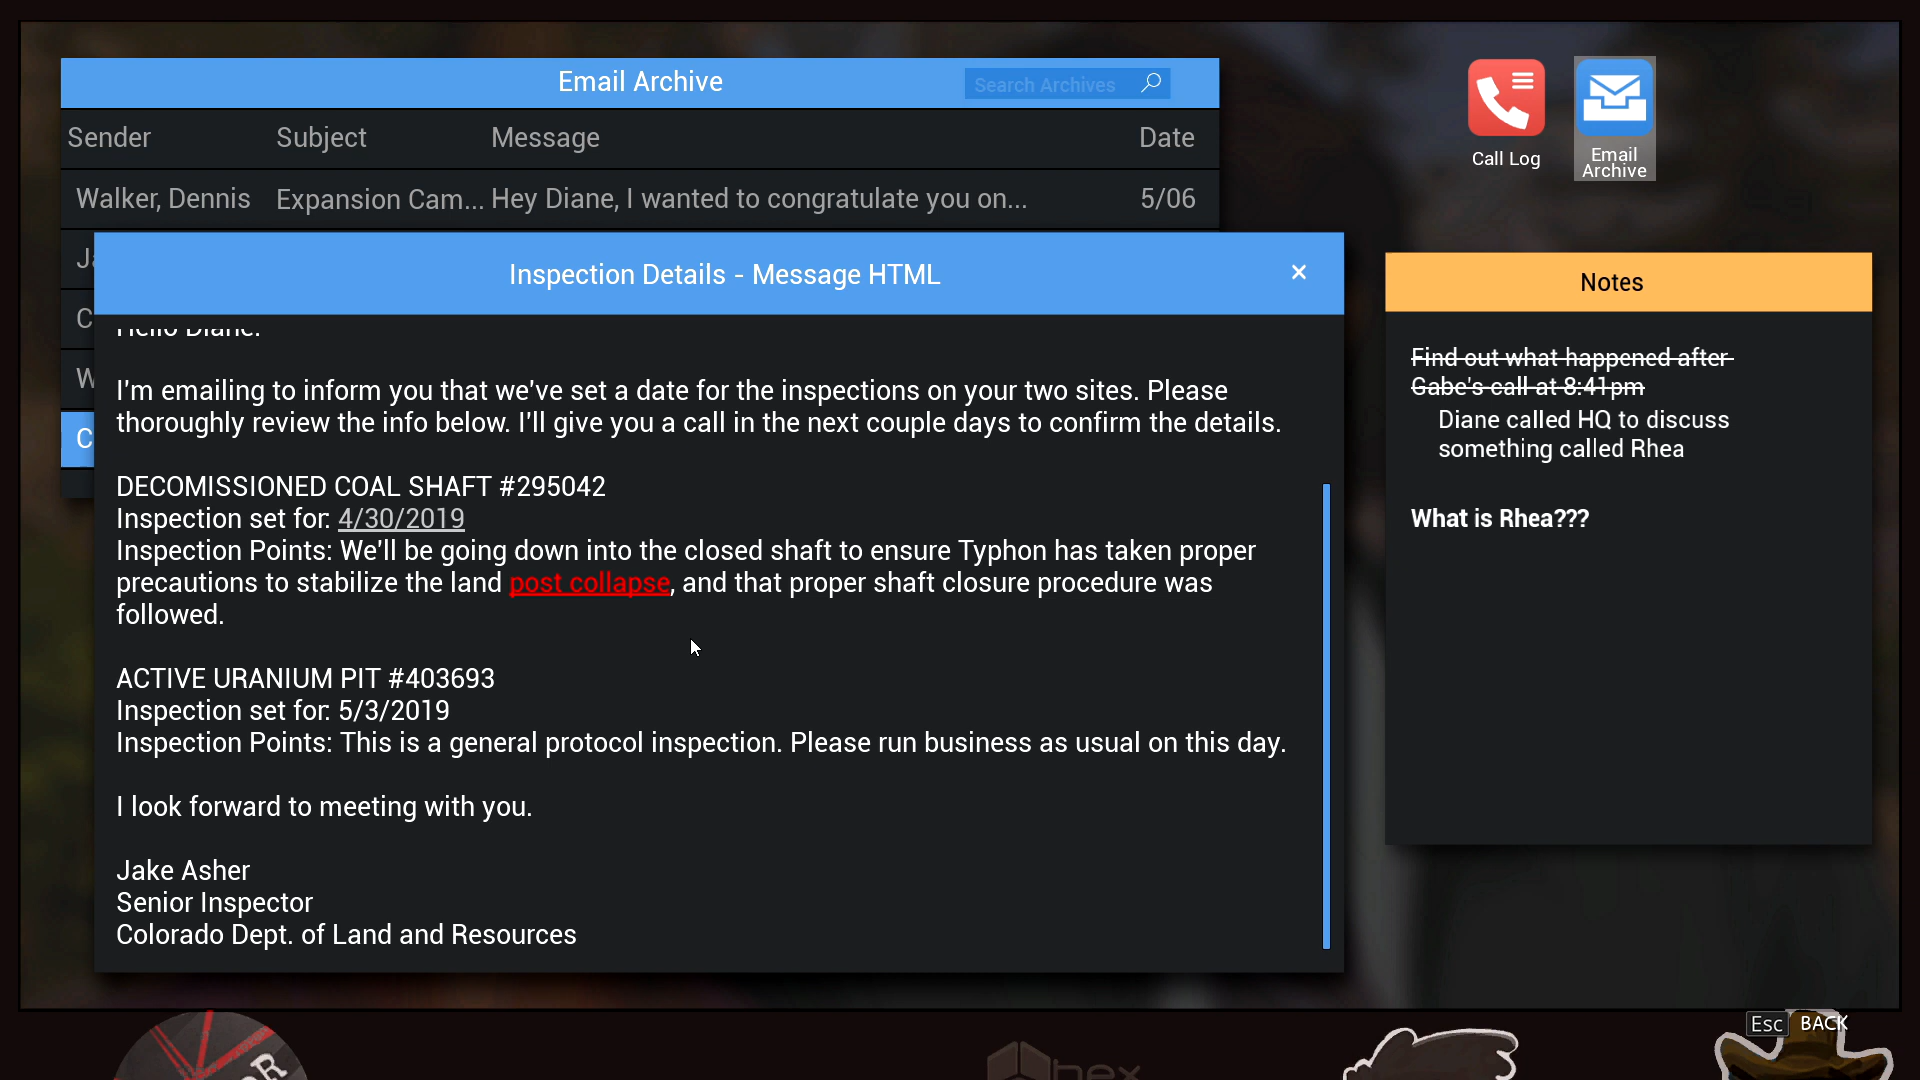 Email Archive
Search Archives
Sender Subject Message Date
Walker, Dennis Expansion Cam... Hey Diane, I wanted to congratulate you on... 5/06
Inspection Details - Message HTML
Hello Diane.
I'm emailing to inform you that we've set a date for the inspections on your two sites. Please
thoroughly review the info below. I'll give you a call in the next couple days to confirm the details.
DECOMISSIONED COAL SHAFT #295042
Inspection set for: 4/30/2019
Inspection Points: We'll be going down into the closed shaft to ensure Typhon has taken proper
precautions to stabilize the land post collapse, and that proper shaft closure procedure was
followed.
ACTIVE URANIUM PIT #403693
Inspection set for: 5/3/2019
Inspection Points: This is a general protocol inspection. Please run business as usual on this day.
I look forward to meeting with you.
Jake Asher
Senior Inspector
Colorado Dept. of Land and Resources
Call Log
Email
Archive
Notes
Find out what happened after
Gabe's call at 8:41pm
Diane called HQ to discuss
something called Rhea
What is Rhea???
Esc BACK
hex